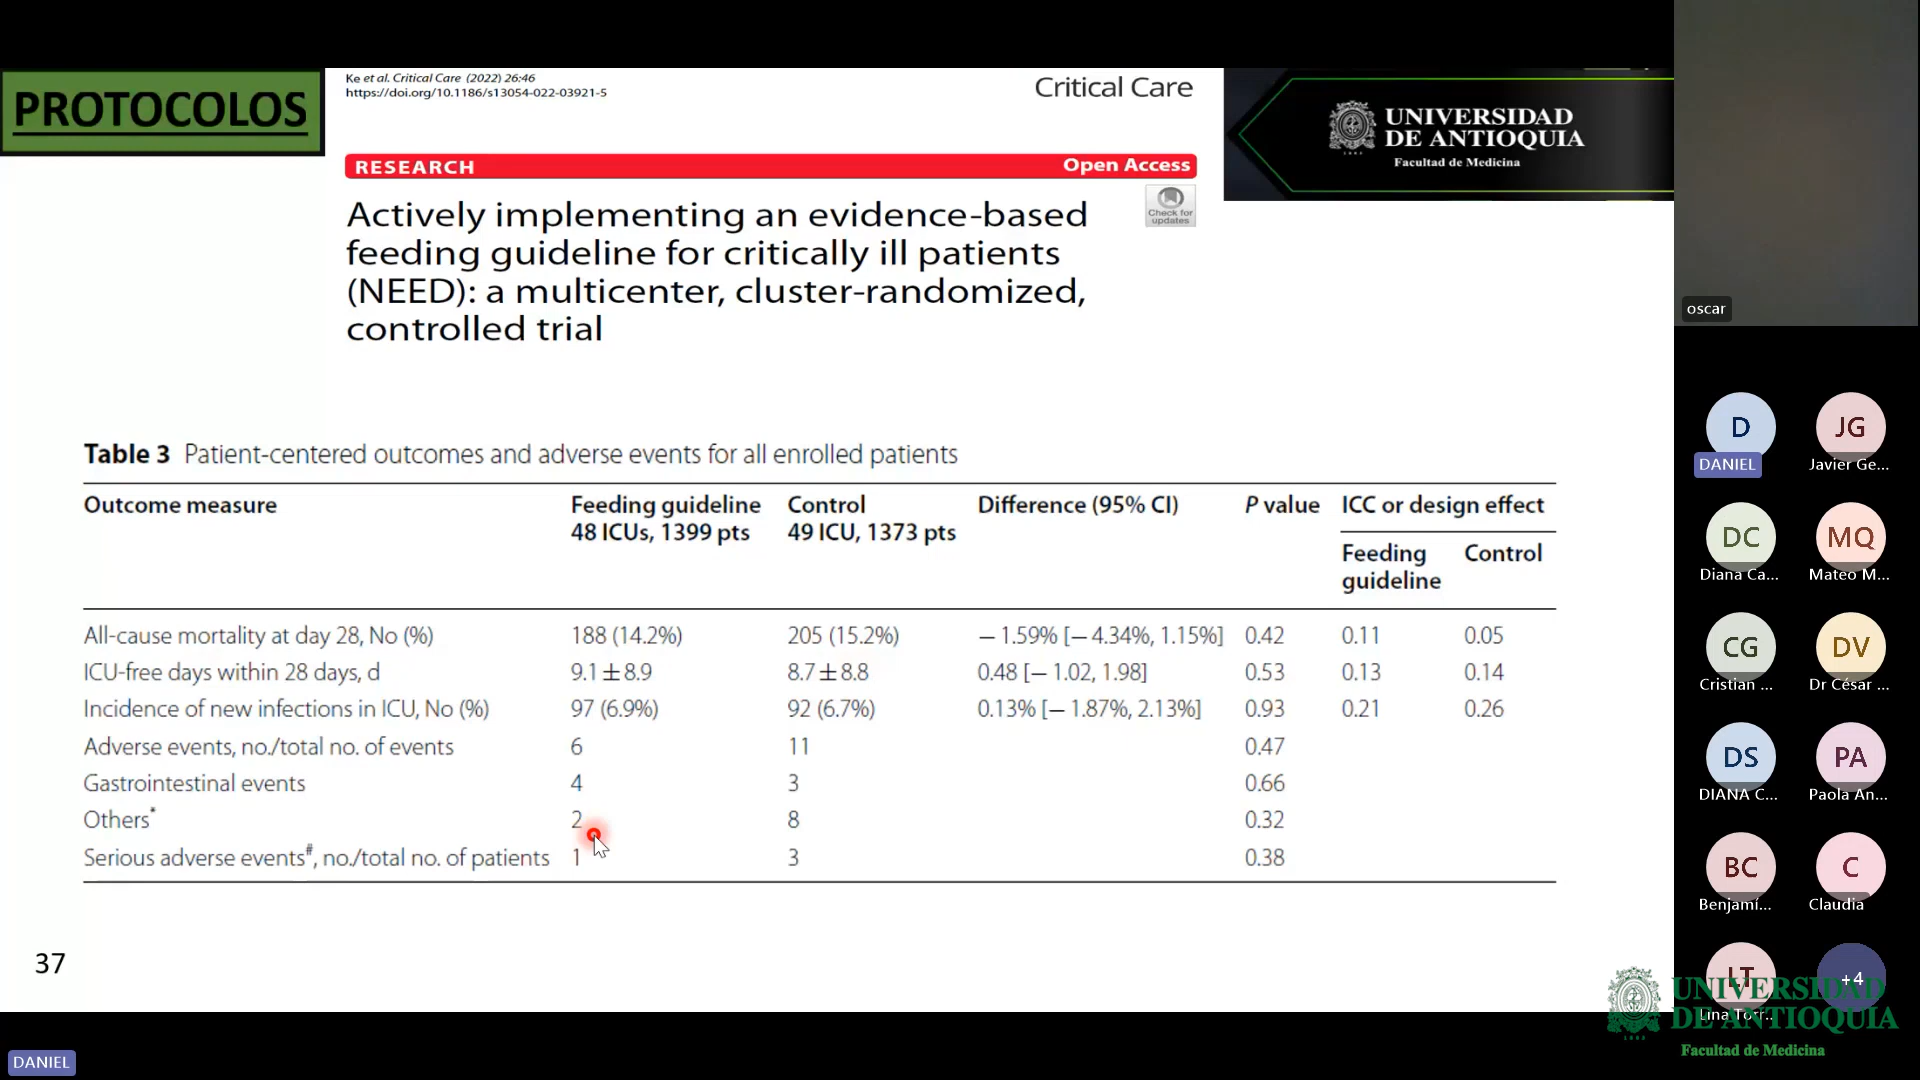 PROTOCOLOS
Ke et al. Critical Care (2022) 26:46
https://doi.org/10.1186/s13054-022-03921-5
Critical Care
RESEARCH
Open Access
Actively implementing an evidence-based
feeding guideline for critically ill patients
(NEED): a multicenter, cluster-randomized,
controlled trial
Check for
updates
UNIVERSIDAD
DE ANTIOQUIA
1803
Facultad de Medicina
Table 3 Patient-centered outcomes and adverse events for all enrolled patients
Outcome measure Feeding guideline Control Difference (95% CI) P value ICC or design effect
48 ICUs, 1399 pts 49 ICU, 1373 pts
Feeding Control
guideline
All-cause mortality at day 28, No (%) 188 (14.2%) 205 (15.2%) − 1.59% [− 4.34%, 1.15%] 0.42 0.11 0.05
ICU-free days within 28 days, d 9.1 ± 8.9 8.7 ± 8.8 0.48 [− 1.02, 1.98] 0.53 0.13 0.14
Incidence of new infections in ICU, No (%) 97 (6.9%) 92 (6.7%) 0.13% [− 1.87%, 2.13%] 0.93 0.21 0.26
Adverse events, no./total no. of events 6 11 0.47
Gastrointestinal events 4 3 0.66
Others* 2 8 0.32
Serious adverse events#, no./total no. of patients 1 3 0.38
37
DANIEL
oscar
D
DANIEL
JG
Javier Ge...
DC
Diana Ca...
MQ
Mateo M...
CG
Cristian ...
DV
Dr César ...
DS
DIANA C...
PA
Paola An...
BC
Benjamí...
C
Claudia
LT
Lina Torr...
+4
UNIVERSIDAD
DE ANTIOQUIA
Facultad de Medicina